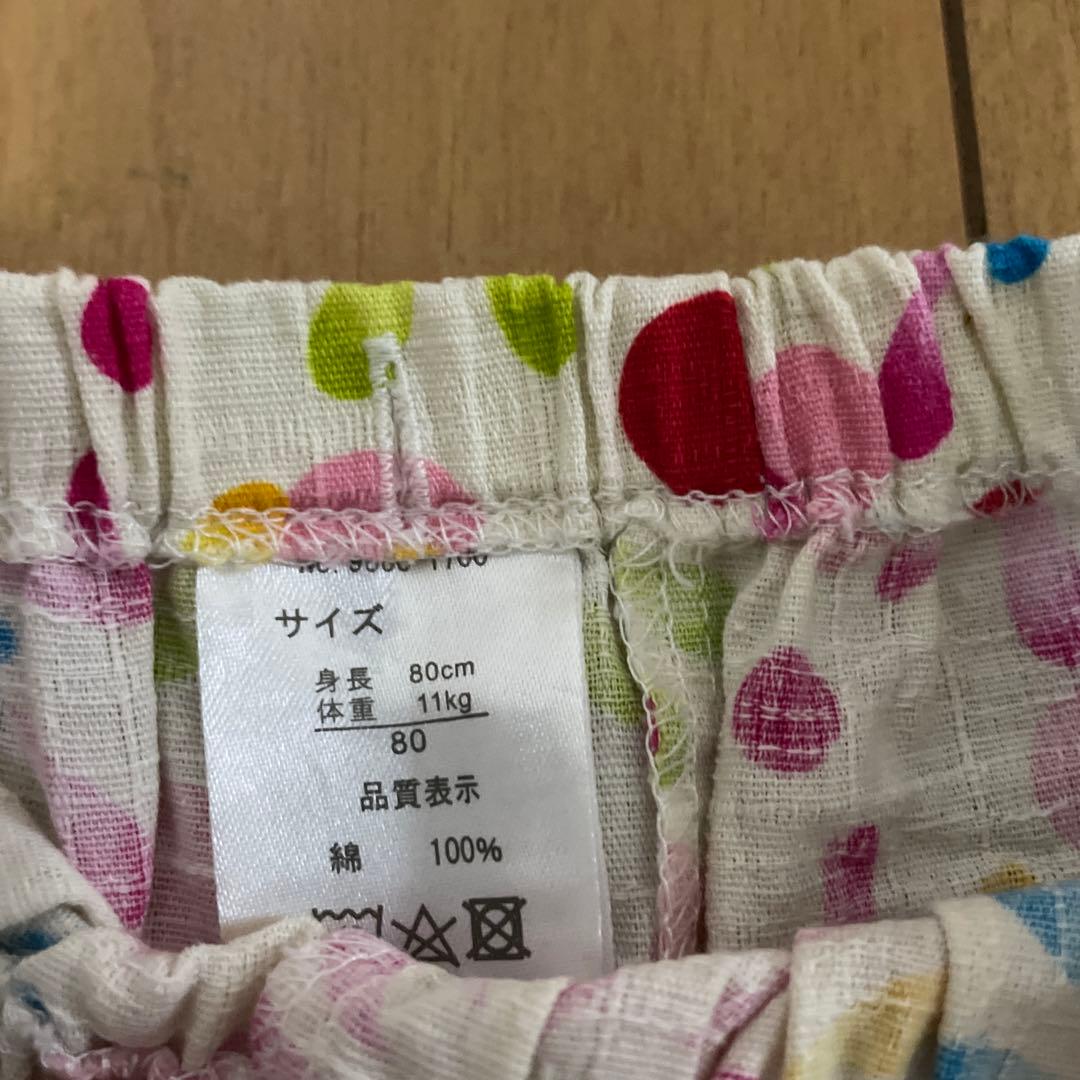 サイズ
身長 80cm
体重 11kg
80
品質表示
綿 100%